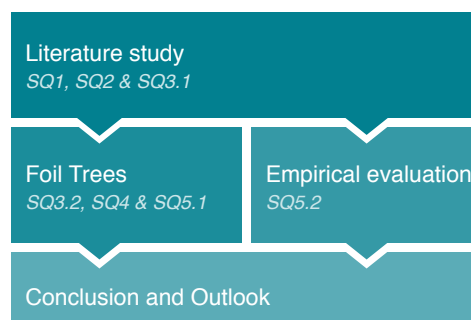 Literature study
SQ1, SQ2 & SQ3.1
Foil Trees
SQ3.2, SQ4 & SQ5.1
Empirical evaluation
SQ5.2
Conclusion and Outlook